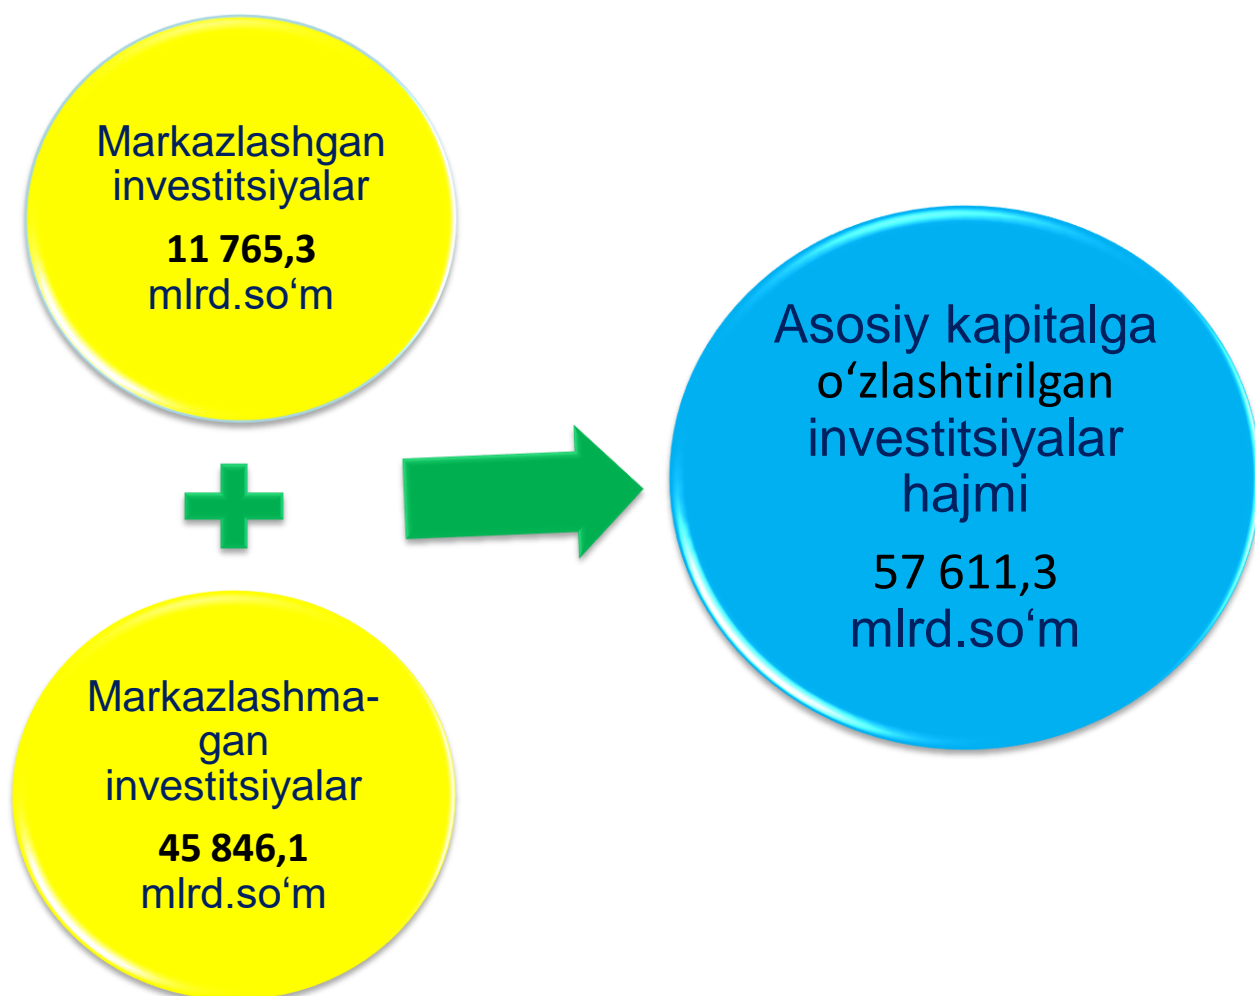 Markazlashgan
investitsiyalar
11 765,3
mlrd.so‘m
Markazlashma-
gan
investitsiyalar
45 846,1
mlrd.so‘m
Asosiy kapitalga
o‘zlashtirilgan
investitsiyalar
hajmi
57 611,3
mlrd.so‘m